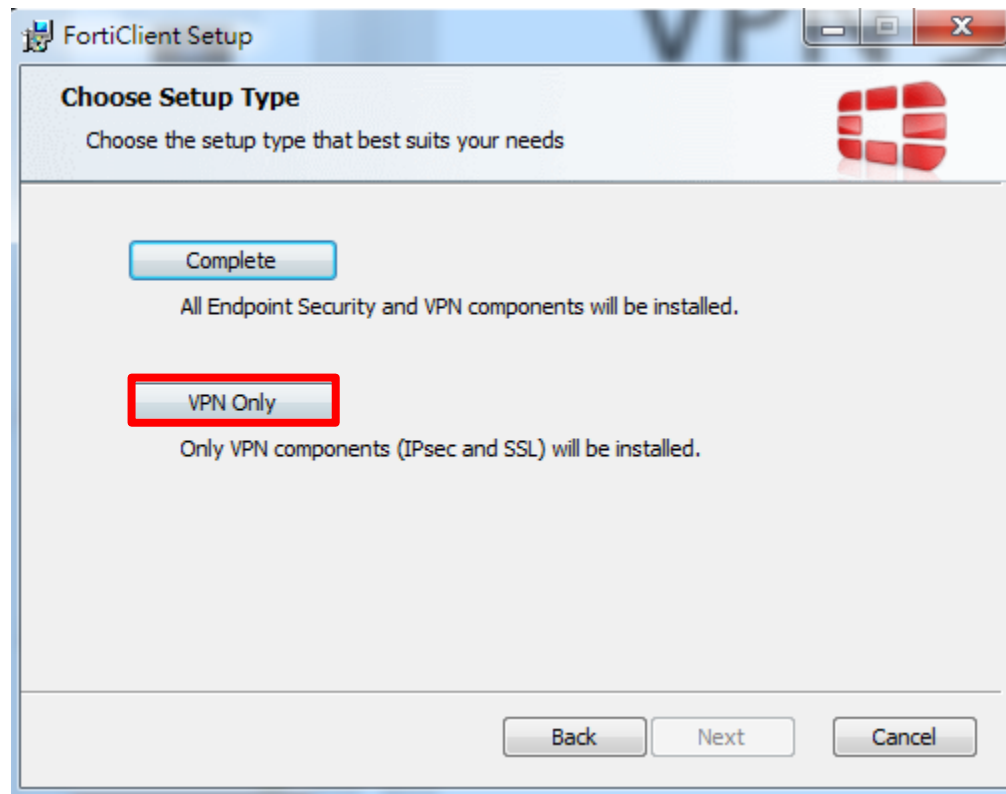 FortiClient Setup
Choose Setup Type
Choose the setup type that best suits your needs
Complete
All Endpoint Security and VPN components will be installed.
VPN Only
Only VPN components (IPsec and SSL) will be installed.
Back Next Cancel